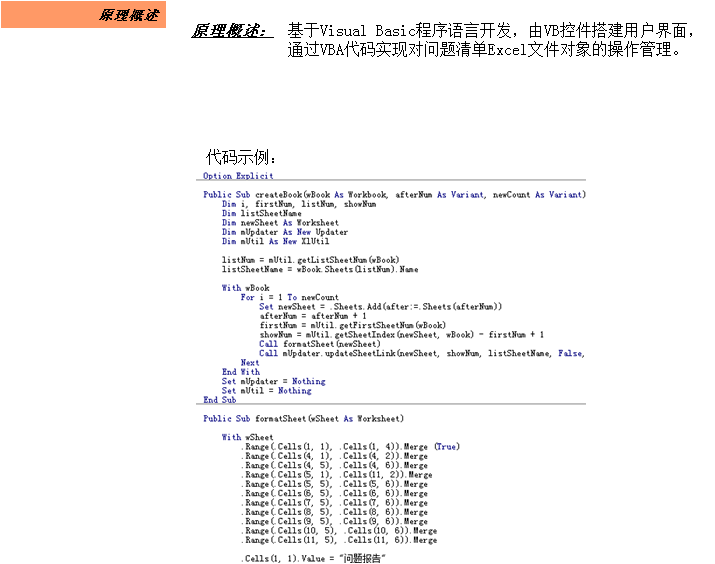 原理概述
原理概述： 基于Visual Basic程序语言开发，由VB控件搭建用户界面，
通过VBA代码实现对问题清单Excel文件对象的操作管理。
代码示例：
Option Explicit
Public Sub createBook(wBook As Workbook, afterNum As Variant, newCount As Variant)
Dim i, firstNum, listNum, showNum
Dim listSheetName
Dim newSheet As Worksheet
Dim mUpdater As New Updater
Dim mUtil As New XlUtil
listNum = mUtil.getListSheetNum(wBook)
listSheetName = wBook.Sheets(listNum).Name
With wBook
For i = 1 To newCount
Set newSheet = .Sheets.Add(after:=.Sheets(afterNum))
afterNum = afterNum + 1
firstNum = mUtil.getFirstSheetNum(wBook)
showNum = mUtil.getSheetIndex(newSheet, wBook) - firstNum + 1
Call formatSheet(newSheet)
Call mUpdater.updateSheetLink(newSheet, showNum, listSheetName, False,
Next
End With
Set mUpdater = Nothing
Set mUtil = Nothing
End Sub
Public Sub formatSheet(wSheet As Worksheet)
With wSheet
.Range(.Cells(1, 1), .Cells(1, 4)).Merge (True)
.Range(.Cells(4, 1), .Cells(4, 2)).Merge
.Range(.Cells(4, 5), .Cells(4, 6)).Merge
.Range(.Cells(5, 1), .Cells(11, 2)).Merge
.Range(.Cells(5, 5), .Cells(5, 6)).Merge
.Range(.Cells(6, 5), .Cells(6, 6)).Merge
.Range(.Cells(7, 5), .Cells(7, 6)).Merge
.Range(.Cells(8, 5), .Cells(8, 6)).Merge
.Range(.Cells(9, 5), .Cells(9, 6)).Merge
.Range(.Cells(10, 5), .Cells(10, 6)).Merge
.Range(.Cells(11, 5), .Cells(11, 6)).Merge
.Cells(1, 1).Value = "问题报告"